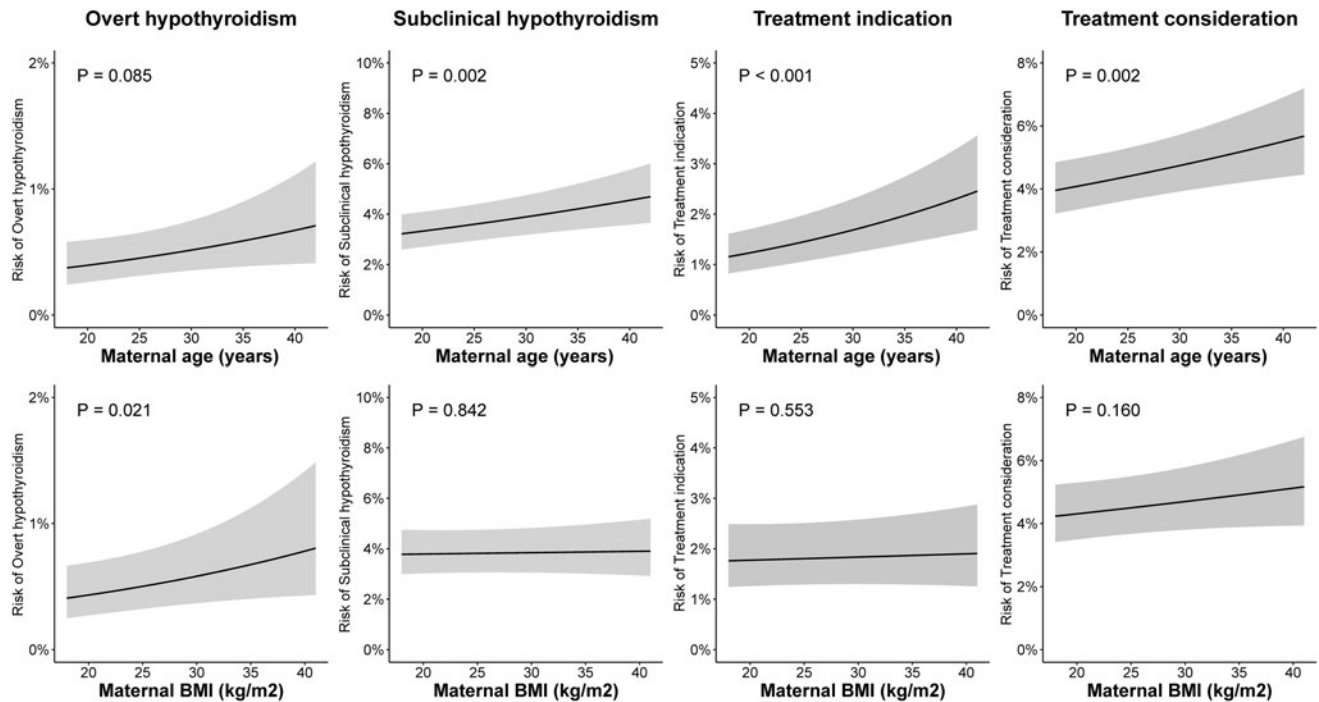 Overt hypothyroidism
Subclinical hypothyroidism
Treatment indication
Treatment consideration
Risk of Overt hypothyroidism
2%
1%
0%
P = 0.085
20 25 30 35 40
Maternal age (years)
Risk of Subclinical hypothyroidism
10%
8%
6%
4%
2%
0%
P = 0.002
20 25 30 35 40
Maternal age (years)
Risk of Treatment indication
5%
4%
3%
2%
1%
0%
P < 0.001
20 25 30 35 40
Maternal age (years)
Risk of Treatment consideration
8%
6%
4%
2%
0%
P = 0.002
20 25 30 35 40
Maternal age (years)
Risk of Overt hypothyroidism
2%
1%
0%
P = 0.021
20 25 30 35 40
Maternal BMI (kg/m2)
Risk of Subclinical hypothyroidism
10%
8%
6%
4%
2%
0%
P = 0.842
20 25 30 35 40
Maternal BMI (kg/m2)
Risk of Treatment indication
5%
4%
3%
2%
1%
0%
P = 0.553
20 25 30 35 40
Maternal BMI (kg/m2)
Risk of Treatment consideration
8%
6%
4%
2%
0%
P = 0.160
20 25 30 35 40
Maternal BMI (kg/m2)